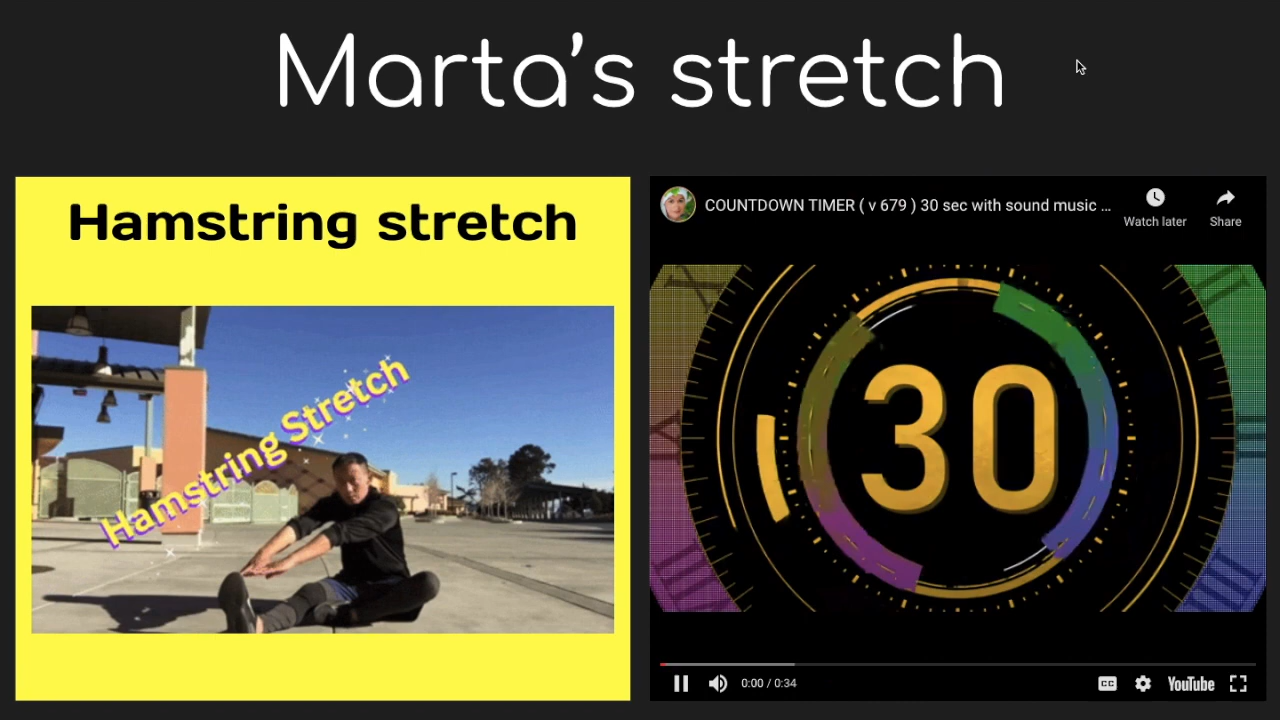 Marta's stretch
Hamstring stretch
Hamstring Stretch
COUNTDOWN TIMER ( v 679 ) 30 sec with sound music ...
Watch later
Share
30
0:00 / 0:34
CC
YouTube